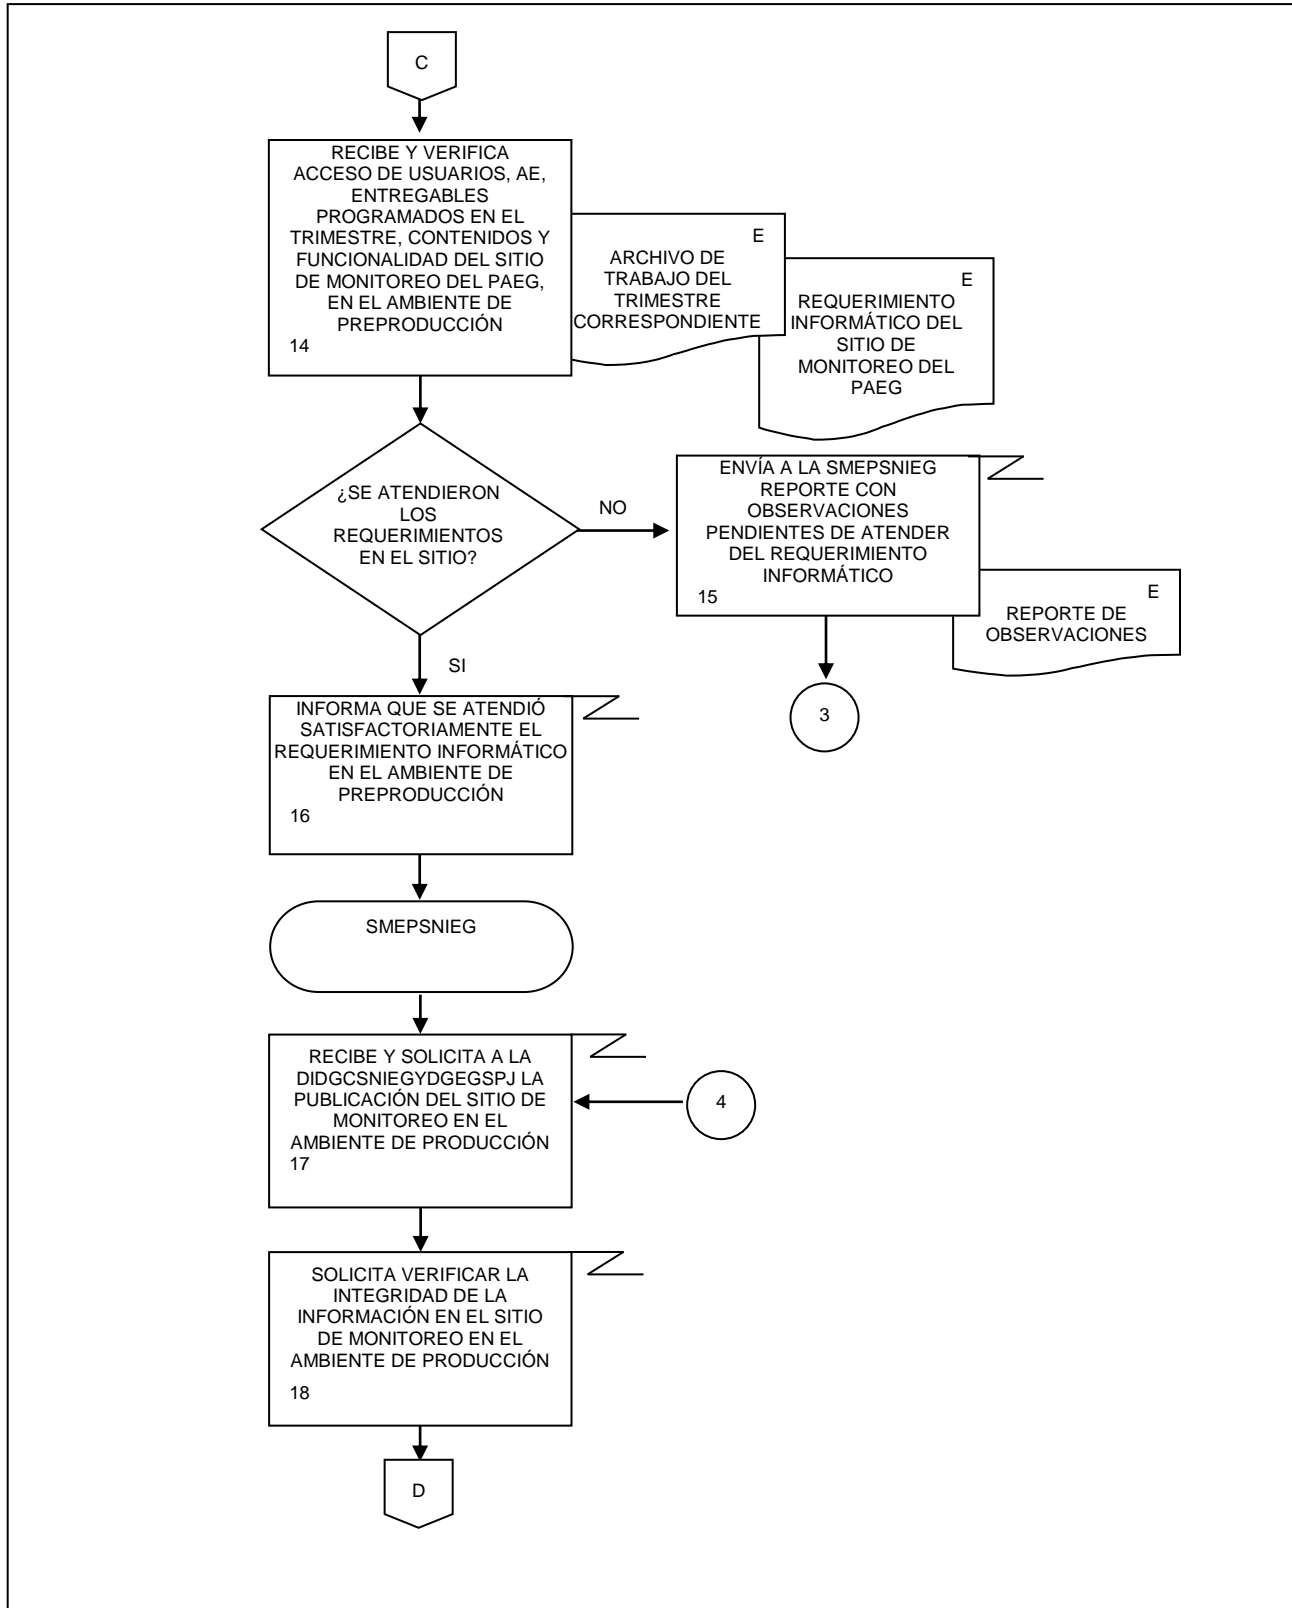 C
RECIBE Y VERIFICA
ACCESO DE USUARIOS, AE,
ENTREGABLES
PROGRAMADOS EN EL
TRIMESTRE, CONTENIDOS Y
FUNCIONALIDAD DEL SITIO
DE MONITOREO DEL PAEG,
EN EL AMBIENTE DE
PREPRODUCCIÓN
14
E
ARCHIVO DE
TRABAJO DEL
TRIMESTRE
CORRESPONDIENTE
E
REQUERIMIENTO
INFORMÁTICO DEL
SITIO DE
MONITOREO DEL
PAEG
¿SE ATENDIERON
LOS
REQUERIMIENTOS
EN EL SITIO?
NO
ENVÍA A LA SMEPSNIEG
REPORTE CON
OBSERVACIONES
PENDIENTES DE ATENDER
DEL REQUERIMIENTO
INFORMÁTICO
15
E
REPORTE DE
OBSERVACIONES
3
SI
INFORMA QUE SE ATENDIÓ
SATISFACTORIAMENTE EL
REQUERIMIENTO INFORMÁTICO
EN EL AMBIENTE DE
PREPRODUCCIÓN
16
SMEPSNIEG
RECIBE Y SOLICITA A LA
DIDGCSNIEGYDGEGSPJ LA
PUBLICACIÓN DEL SITIO DE
MONITOREO EN EL
AMBIENTE DE PRODUCCIÓN
17
4
SOLICITA VERIFICAR LA
INTEGRIDAD DE LA
INFORMACIÓN EN EL SITIO
DE MONITOREO EN EL
AMBIENTE DE PRODUCCIÓN
18
D